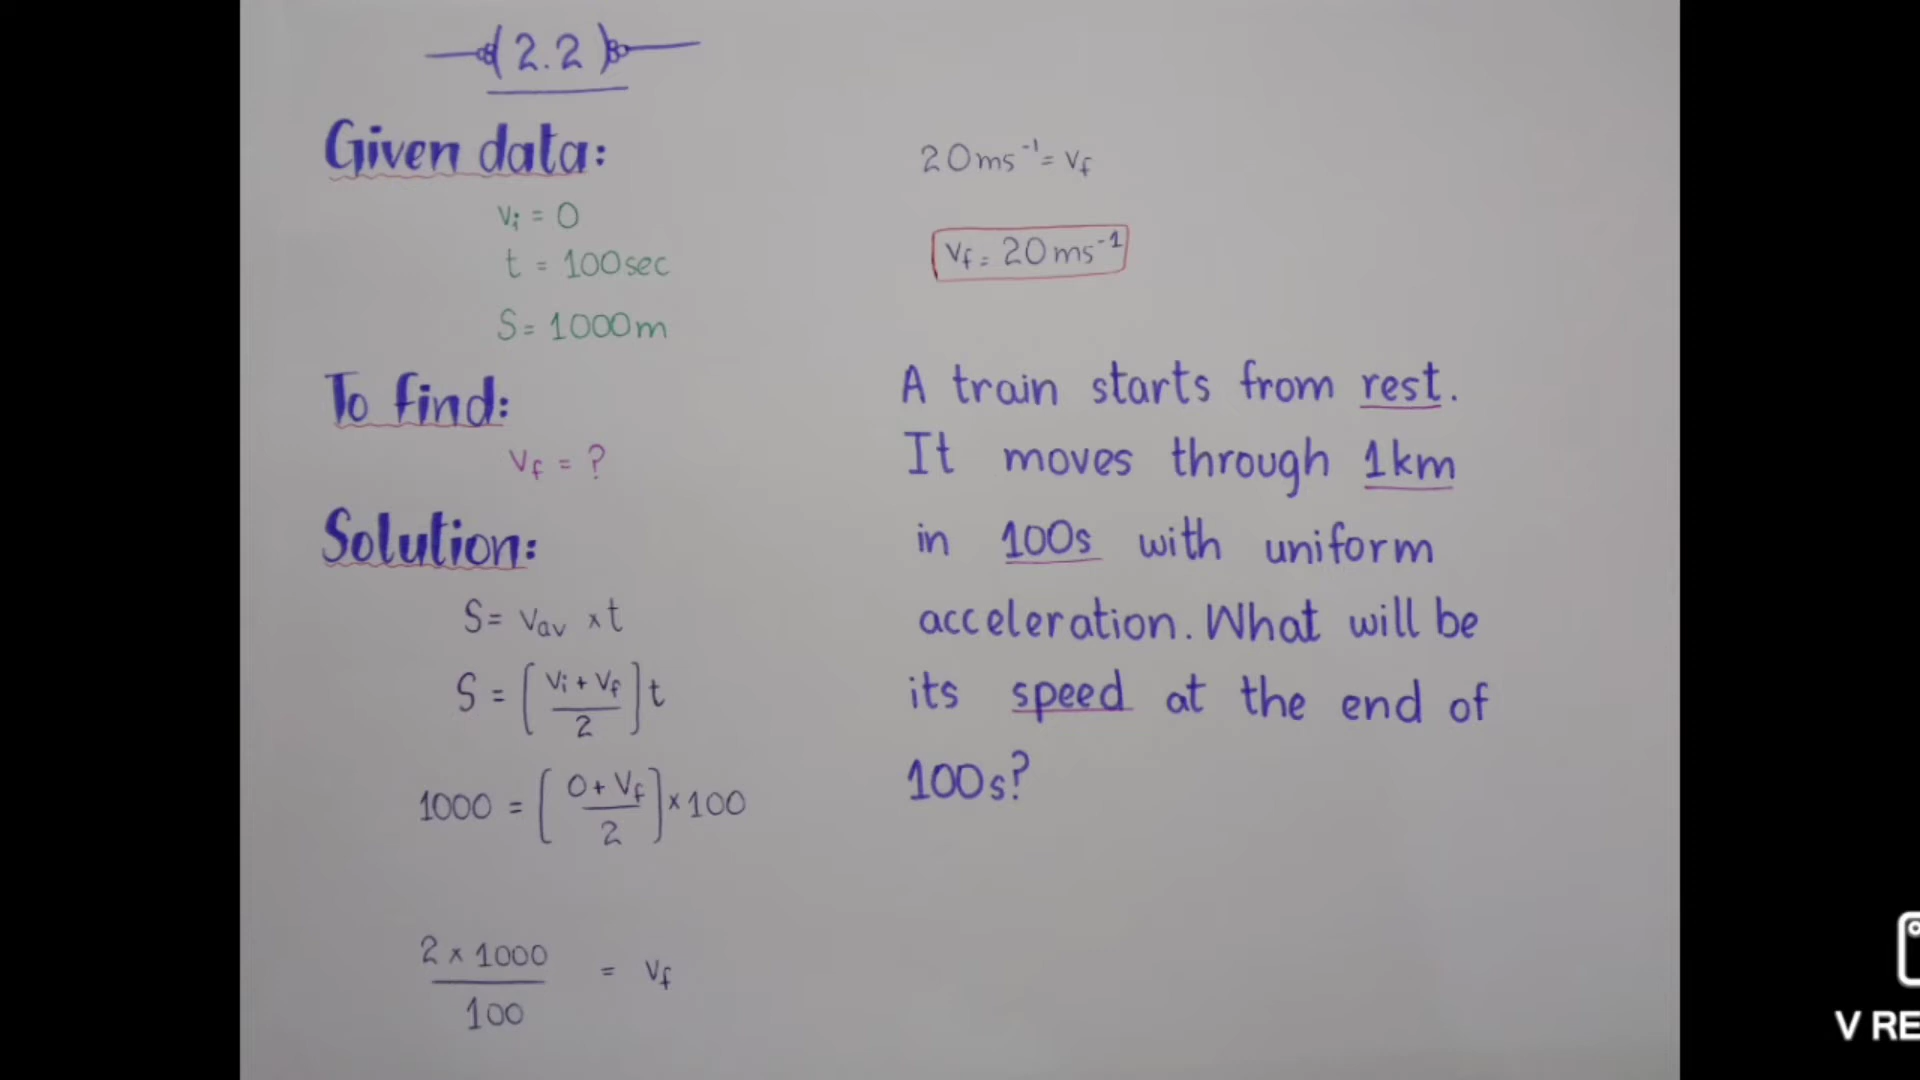 (2.2)
Given data:
vi = 0
t = 100sec
S = 1000m
To find:
vf = ?
Solution:
S = vav × t
S = [vi + vf / 2] t
1000 = [0 + vf / 2] × 100
2 × 1000 / 100 = vf
20ms⁻¹ = vf
vf = 20ms⁻¹
A train starts from rest.
It moves through 1km
in 100s with uniform
acceleration. What will be
its speed at the end of
100s?
V RE